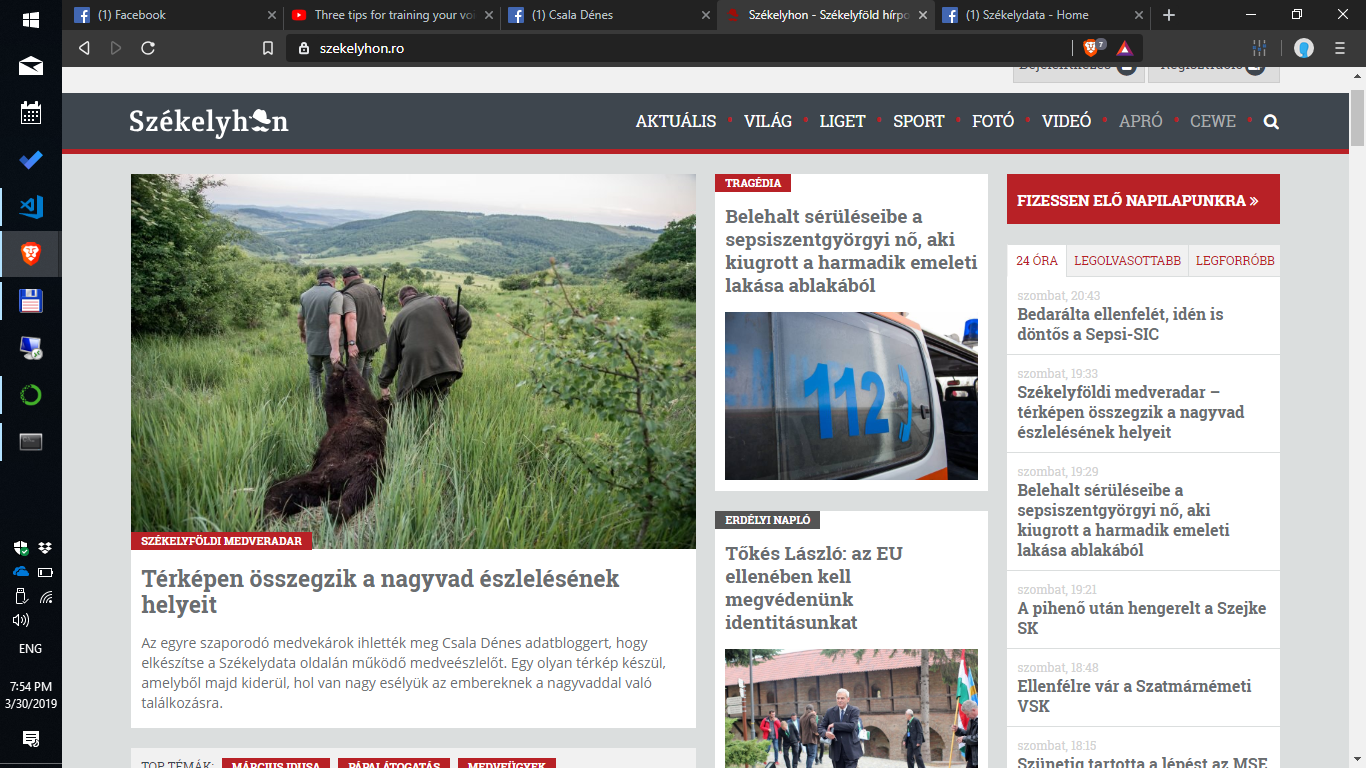 (1) Facebook
Three tips for training your vo
(1) Csala Dénes
Székelyhon - Székelyföld hírpo
(1) Székelydata - Home
szekelyhon.ro
7
Bejelentkezés
Regisztráció
Székelyhon
AKTUÁLIS • VILÁG • LIGET • SPORT • FOTÓ • VIDEÓ • APRÓ • CEWE •
SZÉKELYFÖLDI MEDVERADAR
Térképen összegzik a nagyvad észlelésének
helyeit
Az egyre szaporodó medvekárok ihlették meg Csala Dénes adatbloggert, hogy
elkészítse a Székelydata oldalán működő medveészlelőt. Egy olyan térkép készül,
amelyből majd kiderül, hol van nagy esélyük az embereknek a nagyvaddal való
találkozásra.
TOP TÉMÁK: MÁRCIUS IDUSA PÁPALÁTOGATÁS MEDVEÜGYEK
TRAGÉDIA
Belehalt sérüléseibe a
sepsiszentgyörgyi nő, aki
kiugrott a harmadik emeleti
lakása ablakából
112
ERDÉLYI NAPLÓ
Tőkés László: az EU
ellenében kell
megvédenünk
identitásunkat
FIZESSEN ELŐ NAPILAPUNKRA »
24 ÓRA LEGOLVASOTTABB LEGFORRÓBB
szombat, 20:43
Bedarálta ellenfelét, idén is
döntős a Sepsi-SIC
szombat, 19:33
Székelyföldi medveradar –
térképen összegzik a nagyvad
észlelésének helyeit
szombat, 19:29
Belehalt sérüléseibe a
sepsiszentgyörgyi nő, aki
kiugrott a harmadik emeleti
lakása ablakából
szombat, 19:21
A pihenő után hengerelt a Szejke
SK
szombat, 18:48
Ellenfélre vár a Szatmárnémeti
VSK
szombat, 18:15
Szünetig tartotta a lépést az MSE
ENG
7:54 PM
3/30/2019